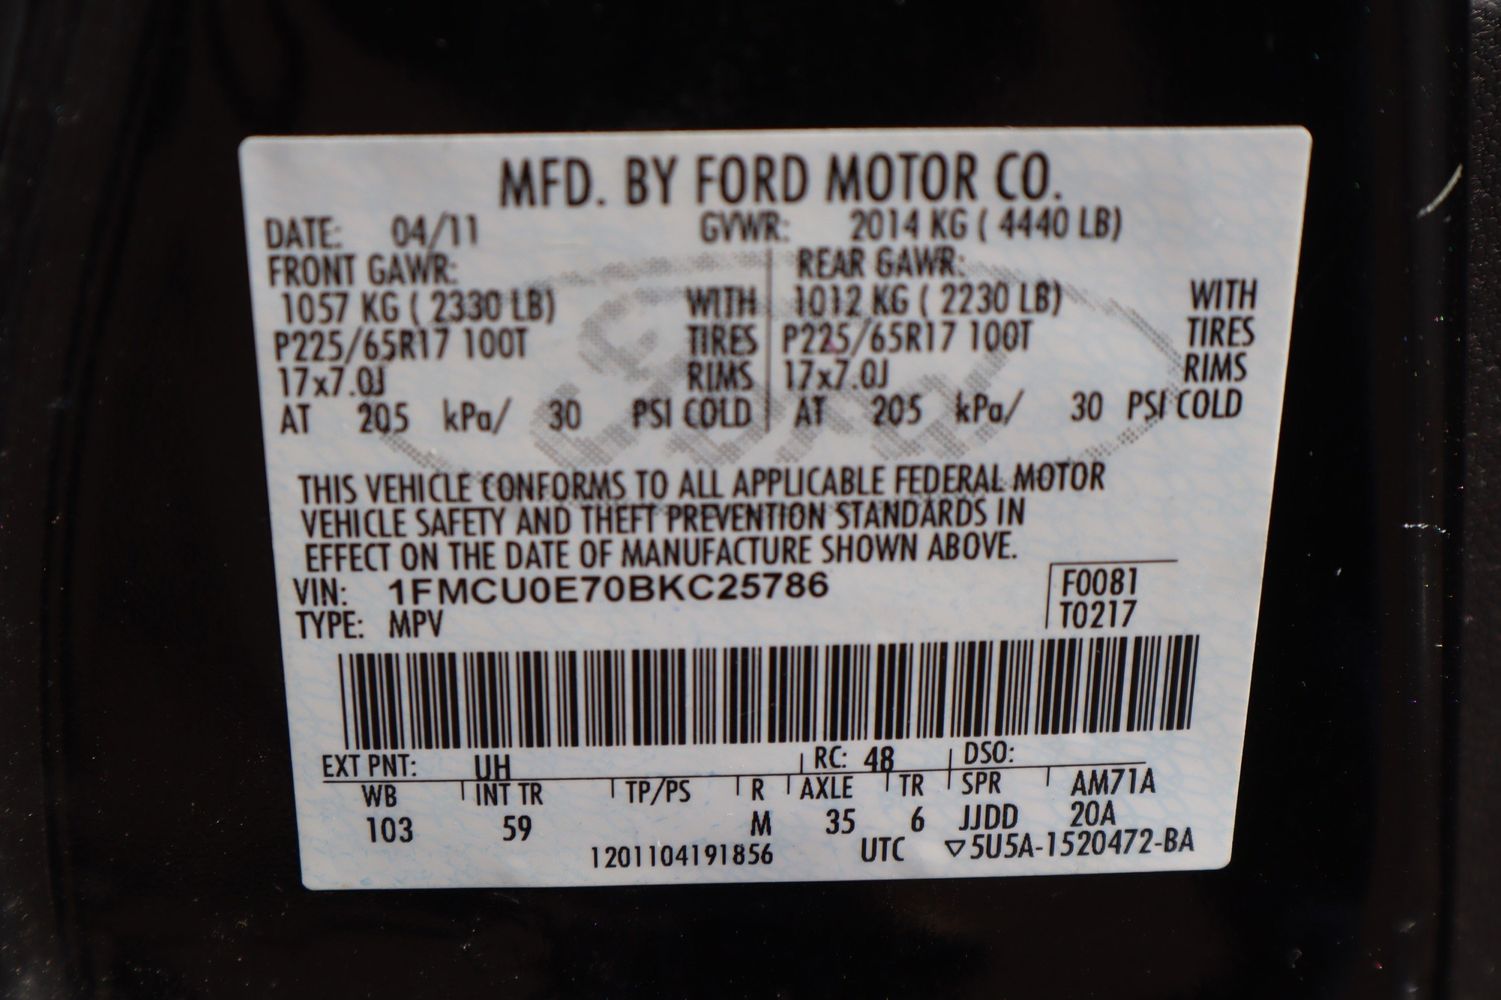 MFD. BY FORD MOTOR CO.
DATE: 04/11 GVWR: 2014 KG ( 4440 LB)
FRONT GAWR: REAR GAWR:
1057 KG ( 2330 LB) WITH 1012 KG ( 2230 LB) WITH
P225/65R17 100T TIRES P225/65R17 100T TIRES
17x7.0J RIMS 17x7.0J RIMS
AT 205 kPa/ 30 PSI COLD AT 205 kPa/ 30 PSI COLD
THIS VEHICLE CONFORMS TO ALL APPLICABLE FEDERAL MOTOR
VEHICLE SAFETY AND THEFT PREVENTION STANDARDS IN
EFFECT ON THE DATE OF MANUFACTURE SHOWN ABOVE.
VIN: 1FMCU0E70BKC25786 F0081
TYPE: MPV T0217
EXT PNT: UH RC: 48 DSO:
WB INT TR TP/PS R AXLE TR SPR AM71A
103 59 M 35 6 JJDD 20A
1201104191856 UTC ▽5U5A-1520472-BA